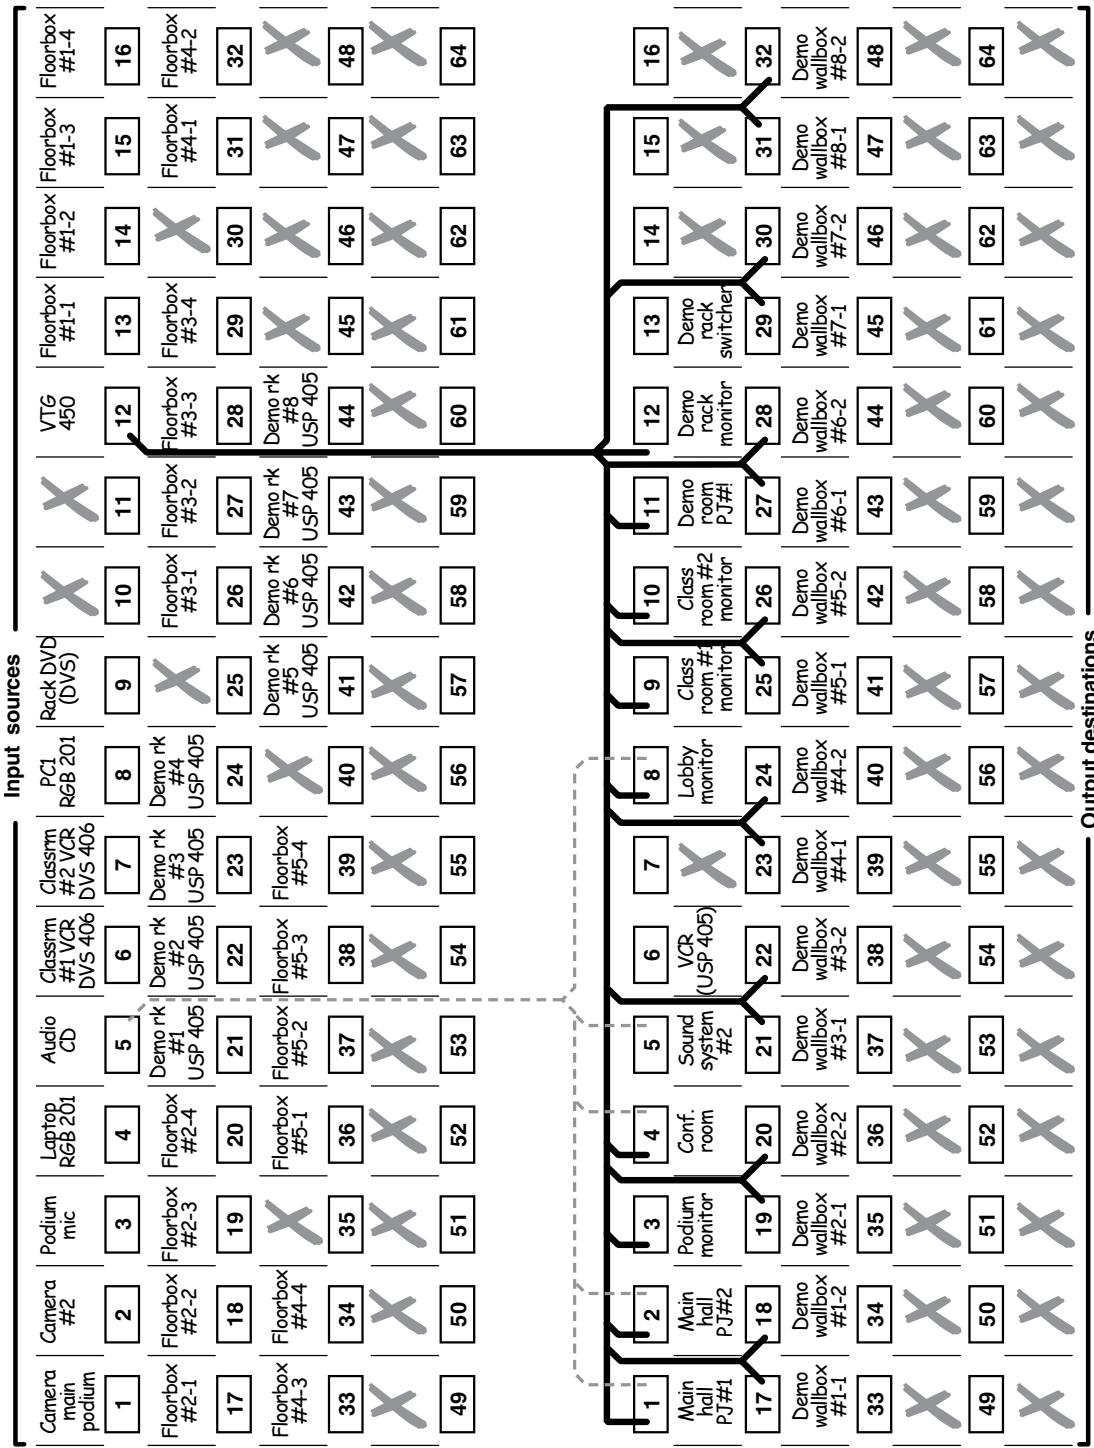 Input sources
Camera
main
podium
Camera
#2
Podium
mic
Laptop
RGB 201
Audio
CD
Classrm
#1 VCR
DVS 406
Classrm
#2 VCR
DVS 406
PC1
RGB 201
Rack DVD
(DVS)
VTG
450
Floorbox
#1-1
Floorbox
#1-2
Floorbox
#1-3
Floorbox
#1-4
1 2 3 4 5 6 7 8 9 10 11 12 13 14 15 16
Floorbox
#2-1
Floorbox
#2-2
Floorbox
#2-3
Floorbox
#2-4
Demo rk
#1
USP 405
Demo rk
#2
USP 405
Demo rk
#3
USP 405
Demo rk
#4
USP 405
Floorbox
#3-1
Floorbox
#3-2
Floorbox
#3-3
Floorbox
#3-4
Floorbox
#4-1
Floorbox
#4-2
17 18 19 20 21 22 23 24 25 26 27 28 29 30 31 32
Floorbox
#4-3
Floorbox
#4-4
Floorbox
#5-1
Floorbox
#5-2
Floorbox
#5-3
Floorbox
#5-4
Demo rk
#5
USP 405
Demo rk
#6
USP 405
Demo rk
#7
USP 405
Demo rk
#8
USP 405
33 34 35 36 37 38 39 40 41 42 43 44 45 46 47 48
49 50 51 52 53 54 55 56 57 58 59 60 61 62 63 64
1 2 3 4 5 6 7 8 9 10 11 12 13 14 15 16
Main
hall
PJ#1
Main
hall
PJ#2
Podium
monitor
Conf.
room
Sound
system
#2
VCR
(USP 405)
Lobby
monitor
Class
room #1
monitor
Class
room #2
monitor
Demo
room
PJ#!
Demo
rack
monitor
Demo
rack
switcher
17 18 19 20 21 22 23 24 25 26 27 28 29 30 31 32
Demo
wallbox
#1-1
Demo
wallbox
#1-2
Demo
wallbox
#2-1
Demo
wallbox
#2-2
Demo
wallbox
#3-1
Demo
wallbox
#3-2
Demo
wallbox
#4-1
Demo
wallbox
#4-2
Demo
wallbox
#5-1
Demo
wallbox
#5-2
Demo
wallbox
#6-1
Demo
wallbox
#6-2
Demo
wallbox
#7-1
Demo
wallbox
#7-2
Demo
wallbox
#8-1
Demo
wallbox
#8-2
33 34 35 36 37 38 39 40 41 42 43 44 45 46 47 48
49 50 51 52 53 54 55 56 57 58 59 60 61 62 63 64
Output destinations